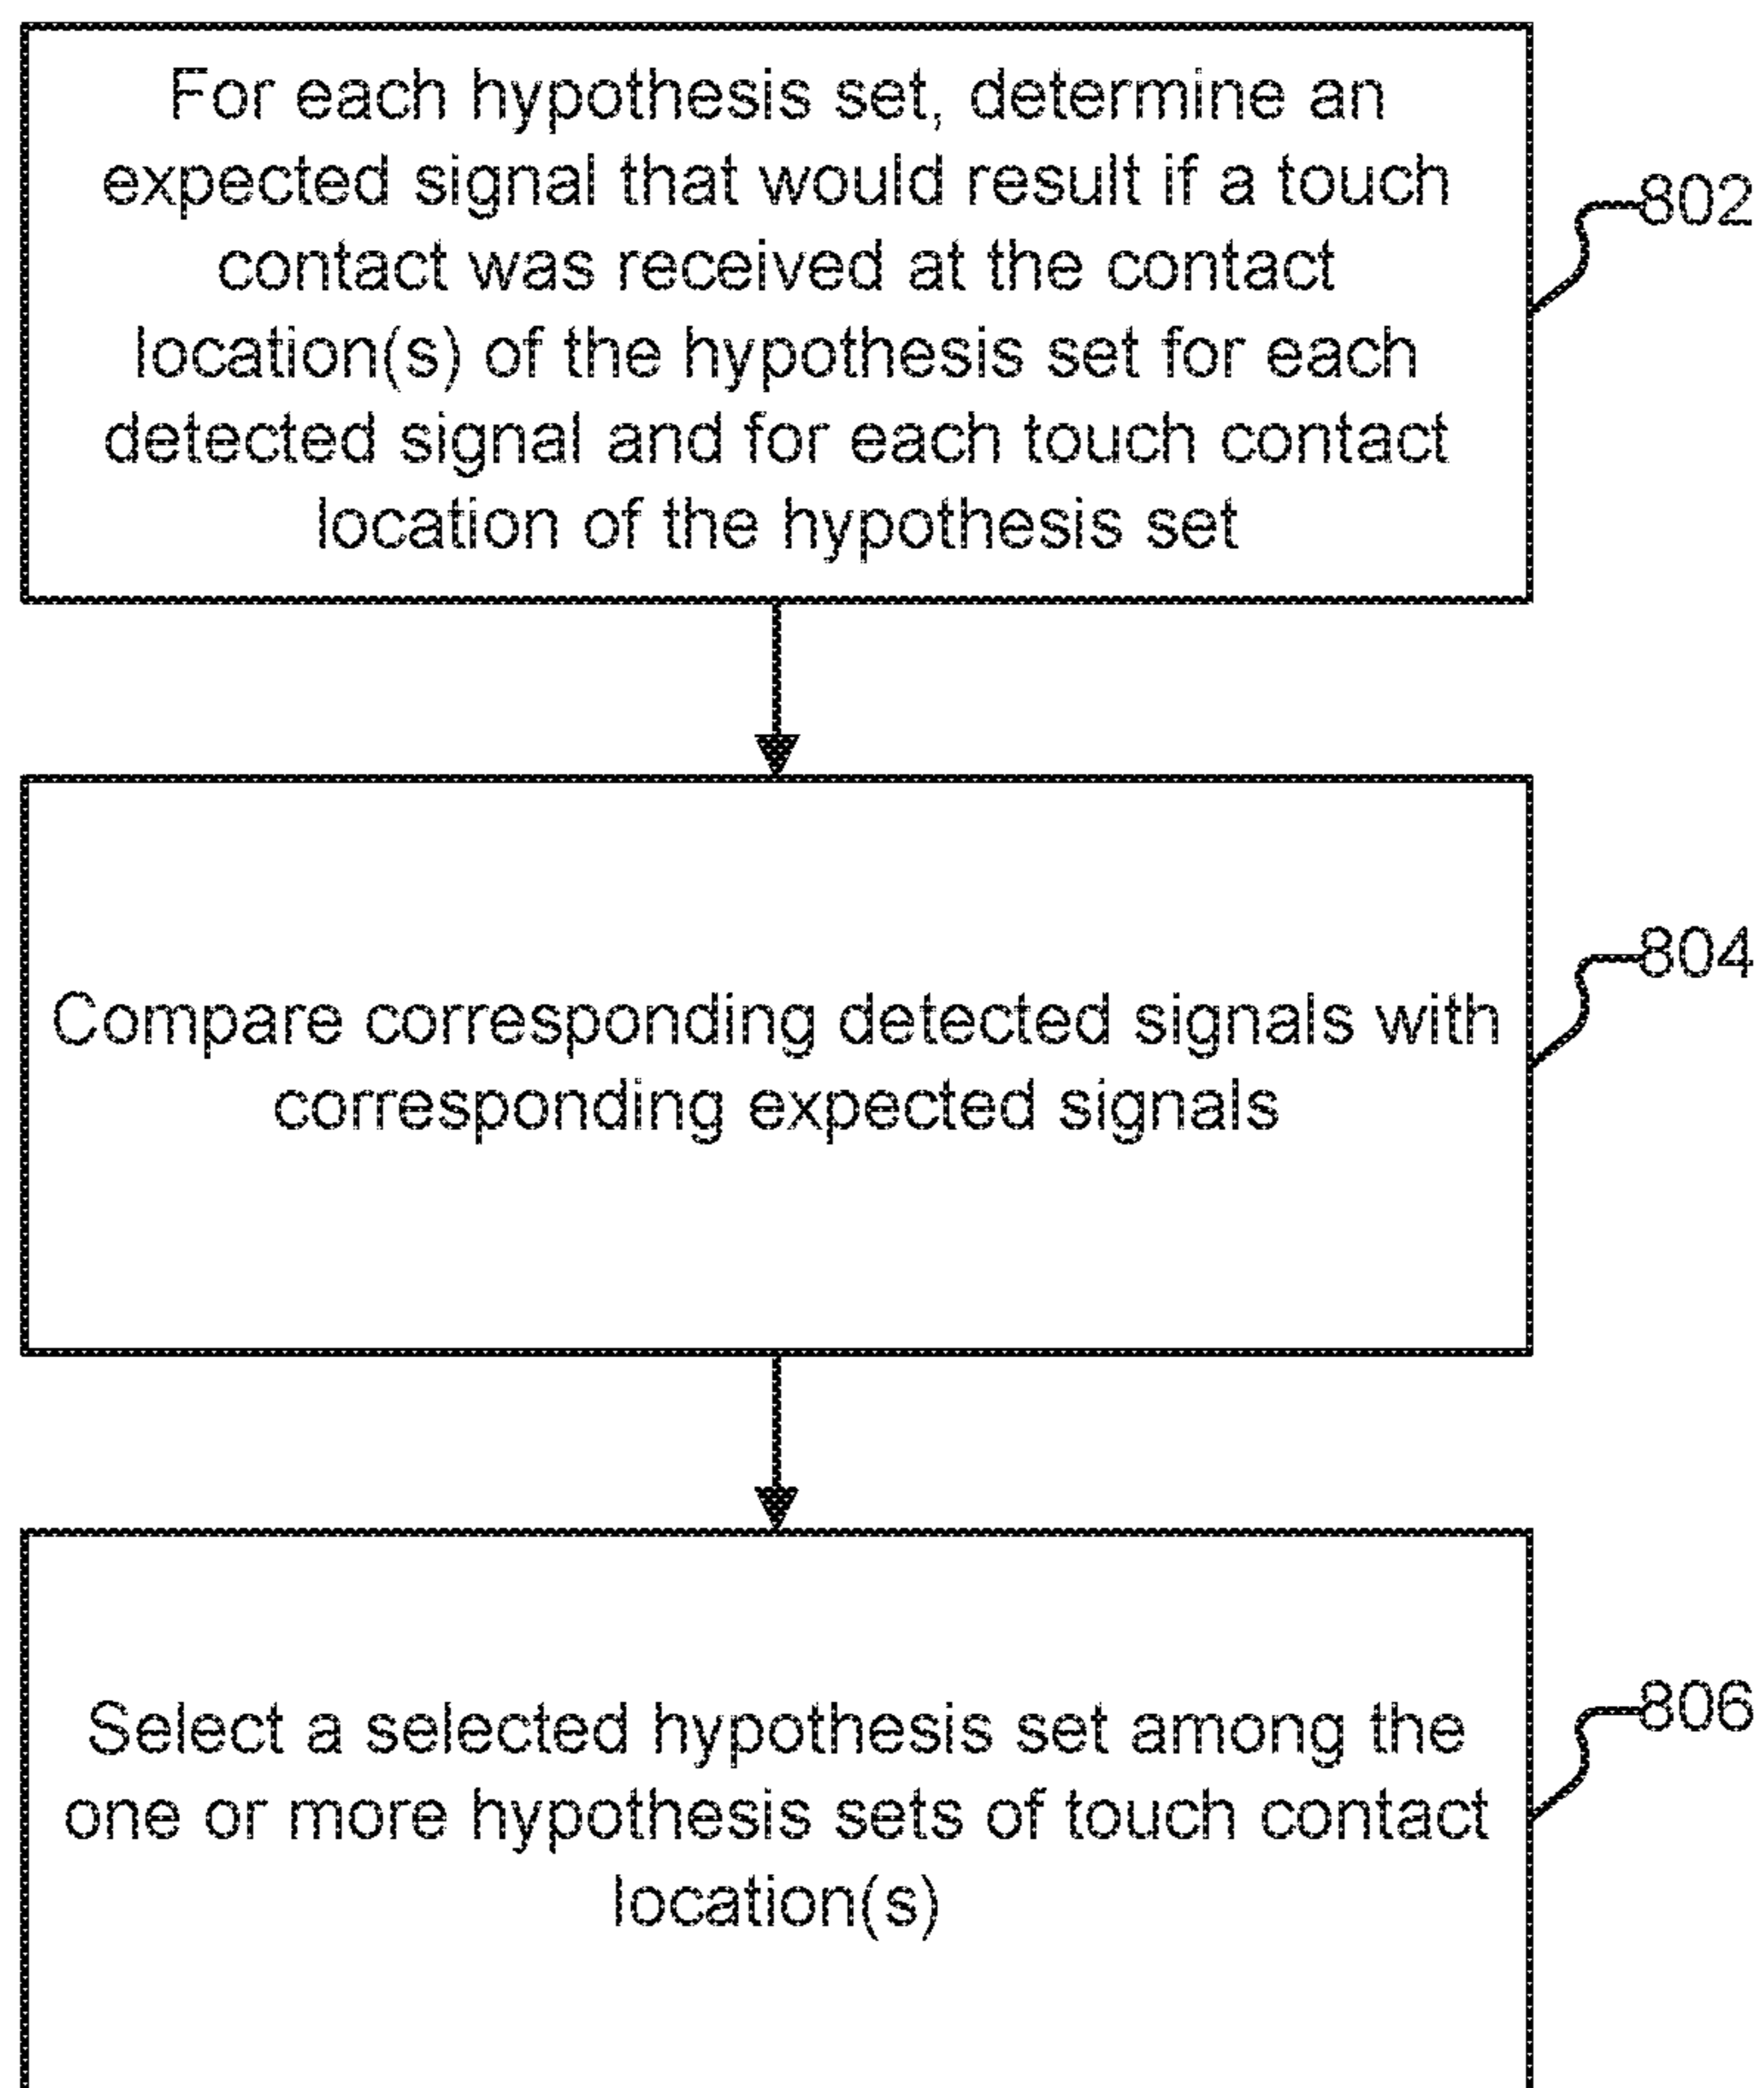 For each hypothesis set, determine an
expected signal that would result if a touch
contact was received at the contact
location(s) of the hypothesis set for each
detected signal and for each touch contact
location of the hypothesis set
802
Compare corresponding detected signals with
corresponding expected signals
804
Select a selected hypothesis set among the
one or more hypothesis sets of touch contact
location(s)
806